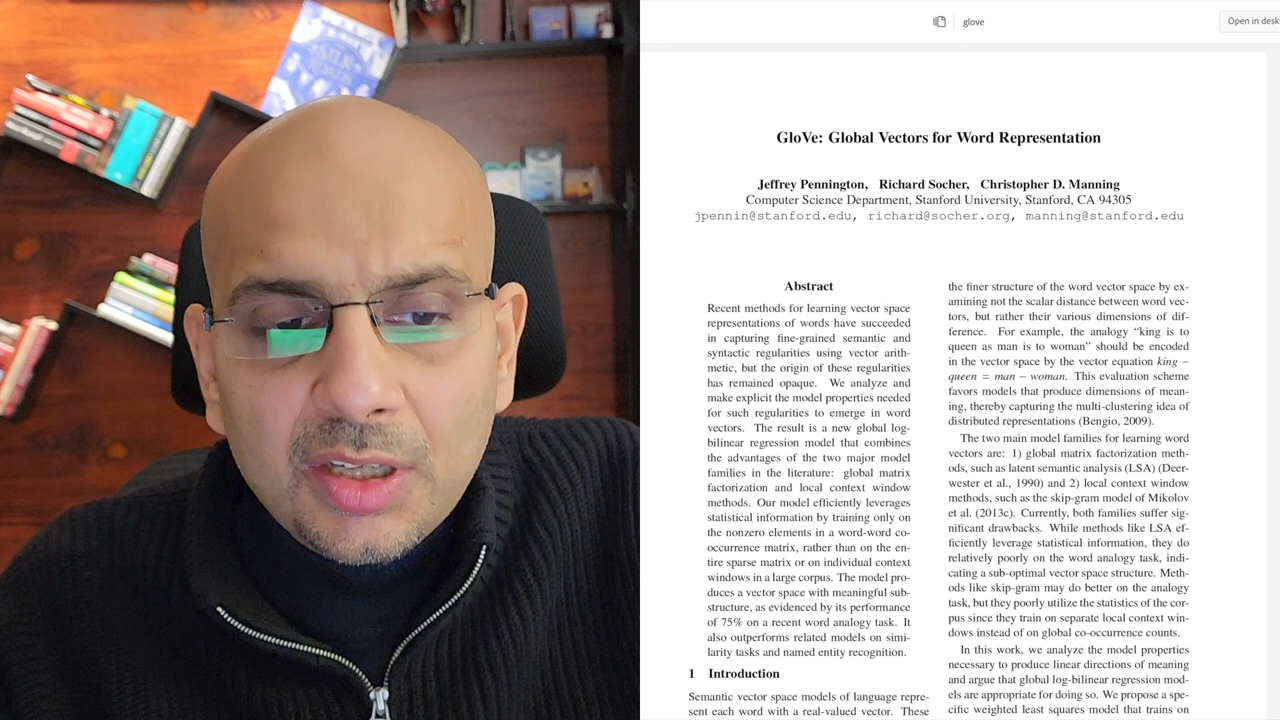 glove
Open in desk
GloVe: Global Vectors for Word Representation
Jeffrey Pennington, Richard Socher, Christopher D. Manning
Computer Science Department, Stanford University, Stanford, CA 94305
jpennin@stanford.edu, richard@socher.org, manning@stanford.edu
Abstract
Recent methods for learning vector space
representations of words have succeeded
in capturing fine-grained semantic and
syntactic regularities using vector arith-
metic, but the origin of these regularities
has remained opaque. We analyze and
make explicit the model properties needed
for such regularities to emerge in word
vectors. The result is a new global log-
bilinear regression model that combines
the advantages of the two major model
families in the literature: global matrix
factorization and local context window
methods. Our model efficiently leverages
statistical information by training only on
the nonzero elements in a word-word co-
occurrence matrix, rather than on the en-
tire sparse matrix or on individual context
windows in a large corpus. The model pro-
duces a vector space with meaningful sub-
structure, as evidenced by its performance
of 75% on a recent word analogy task. It
also outperforms related models on simi-
larity tasks and named entity recognition.
1 Introduction
Semantic vector space models of language repre-
sent each word with a real-valued vector. These
the finer structure of the word vector space by ex-
amining not the scalar distance between word vec-
tors, but rather their various dimensions of dif-
ference. For example, the analogy “king is to
queen as man is to woman” should be encoded
in the vector space by the vector equation king −
queen = man − woman. This evaluation scheme
favors models that produce dimensions of mean-
ing, thereby capturing the multi-clustering idea of
distributed representations (Bengio, 2009).
The two main model families for learning word
vectors are: 1) global matrix factorization meth-
ods, such as latent semantic analysis (LSA) (Deer-
wester et al., 1990) and 2) local context window
methods, such as the skip-gram model of Mikolov
et al. (2013c). Currently, both families suffer sig-
nificant drawbacks. While methods like LSA ef-
ficiently leverage statistical information, they do
relatively poorly on the word analogy task, indi-
cating a sub-optimal vector space structure. Meth-
ods like skip-gram may do better on the analogy
task, but they poorly utilize the statistics of the cor-
pus since they train on separate local context win-
dows instead of on global co-occurrence counts.
In this work, we analyze the model properties
necessary to produce linear directions of meaning
and argue that global log-bilinear regression mod-
els are appropriate for doing so. We propose a spe-
cific weighted least squares model that trains on